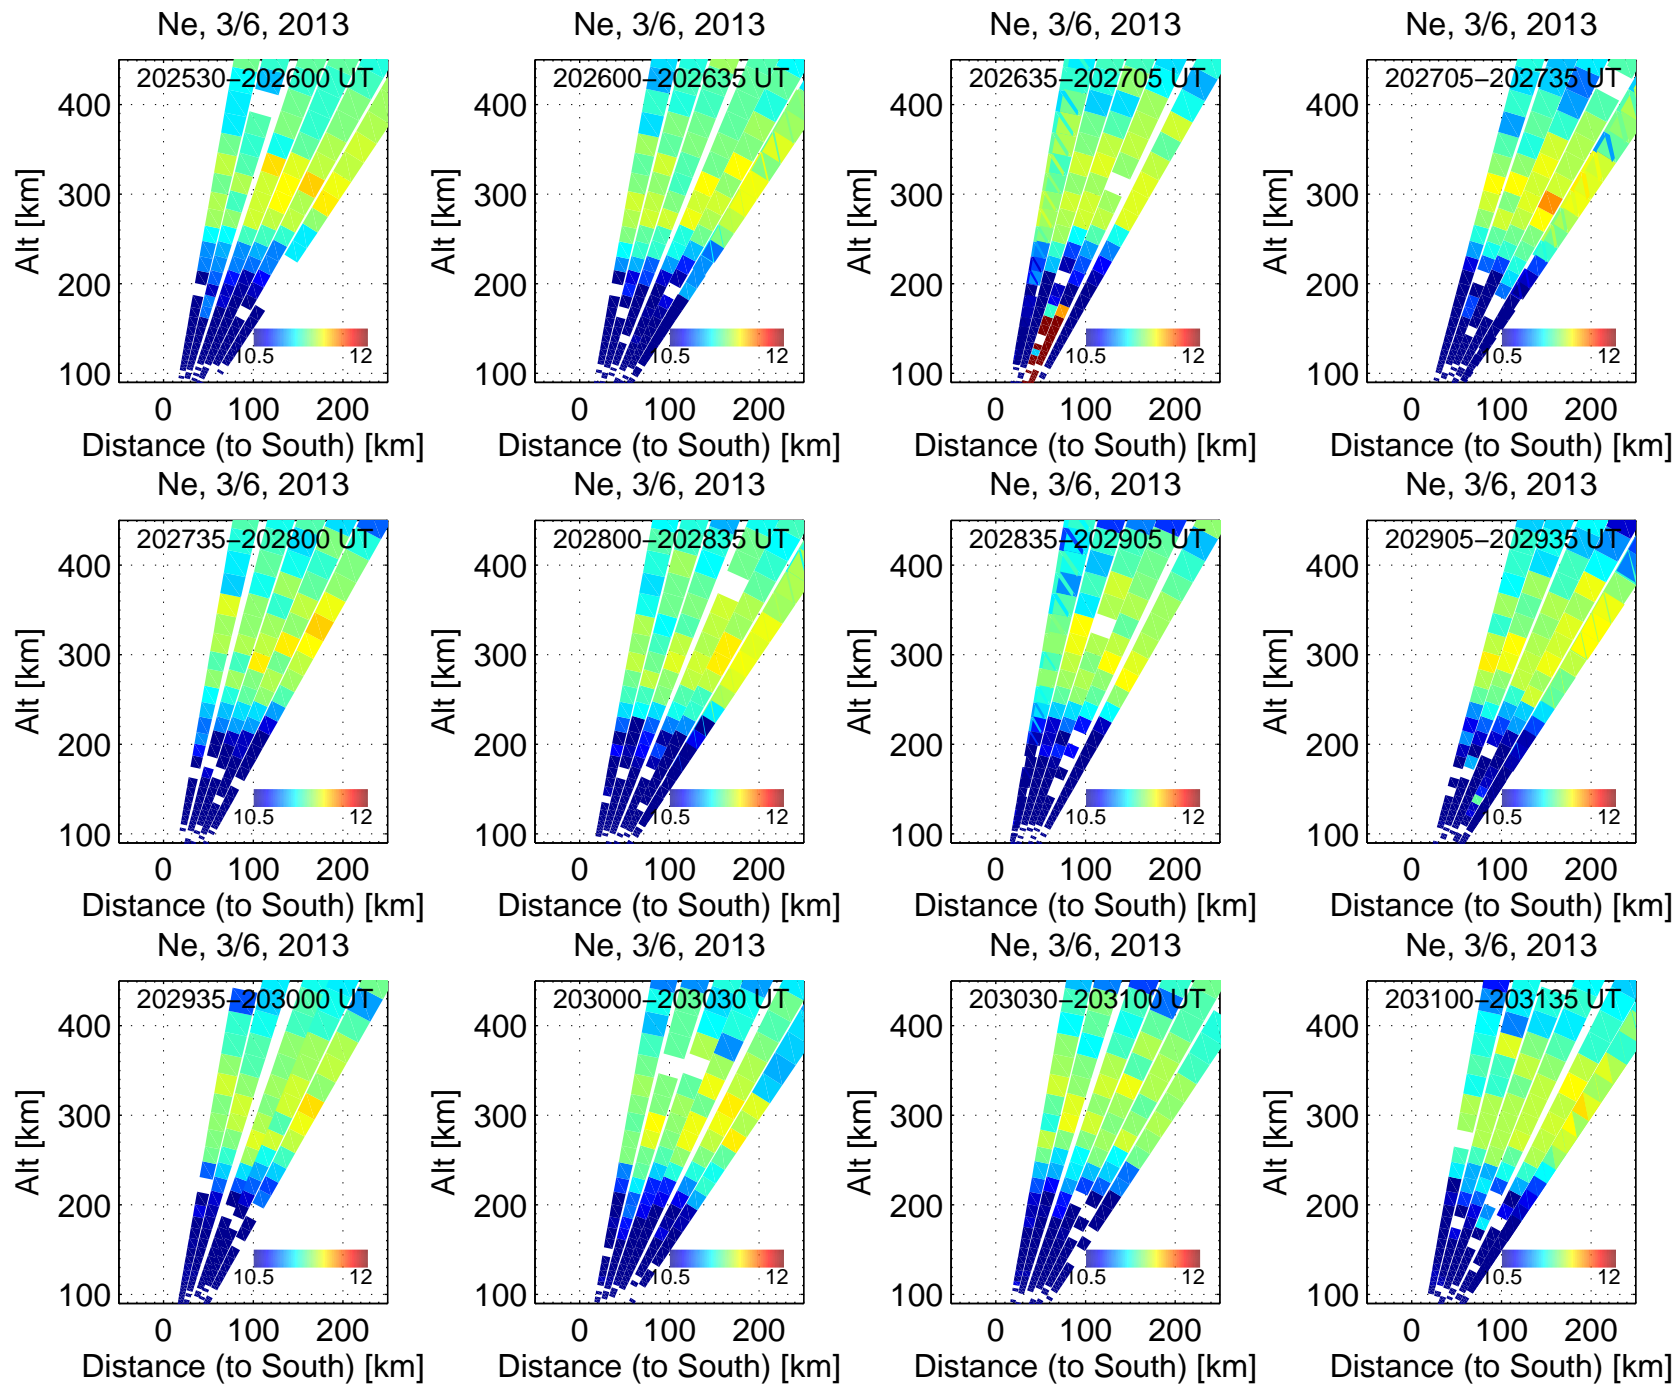 Ne, 3/6, 2013 Ne, 3/6, 2013 Ne, 3/6, 2013 Ne, 3/6, 2013
202530−202600 UT 202600−202635 UT 202635−202705 UT 202705−202735 UT
400 400 400 400
300 300 300 300
200 200 200 200
100 100 100 100
Alt [km] Alt [km] Alt [km] Alt [km]
10.5 12 10.5 12 10.5 12 10.5 12
0 100 200 0 100 200 0 100 200 0 100 200
Distance (to South) [km] Distance (to South) [km] Distance (to South) [km] Distance (to South) [km]
Ne, 3/6, 2013 Ne, 3/6, 2013 Ne, 3/6, 2013 Ne, 3/6, 2013
202735−202800 UT 202800−202835 UT 202835−202905 UT 202905−202935 UT
400 400 400 400
300 300 300 300
200 200 200 200
100 100 100 100
Alt [km] Alt [km] Alt [km] Alt [km]
10.5 12 10.5 12 10.5 12 10.5 12
0 100 200 0 100 200 0 100 200 0 100 200
Distance (to South) [km] Distance (to South) [km] Distance (to South) [km] Distance (to South) [km]
Ne, 3/6, 2013 Ne, 3/6, 2013 Ne, 3/6, 2013 Ne, 3/6, 2013
202935−203000 UT 203000−203030 UT 203030−203100 UT 203100−203135 UT
400 400 400 400
300 300 300 300
200 200 200 200
100 100 100 100
Alt [km] Alt [km] Alt [km] Alt [km]
10.5 12 10.5 12 10.5 12 10.5 12
0 100 200 0 100 200 0 100 200 0 100 200
Distance (to South) [km] Distance (to South) [km] Distance (to South) [km] Distance (to South) [km]